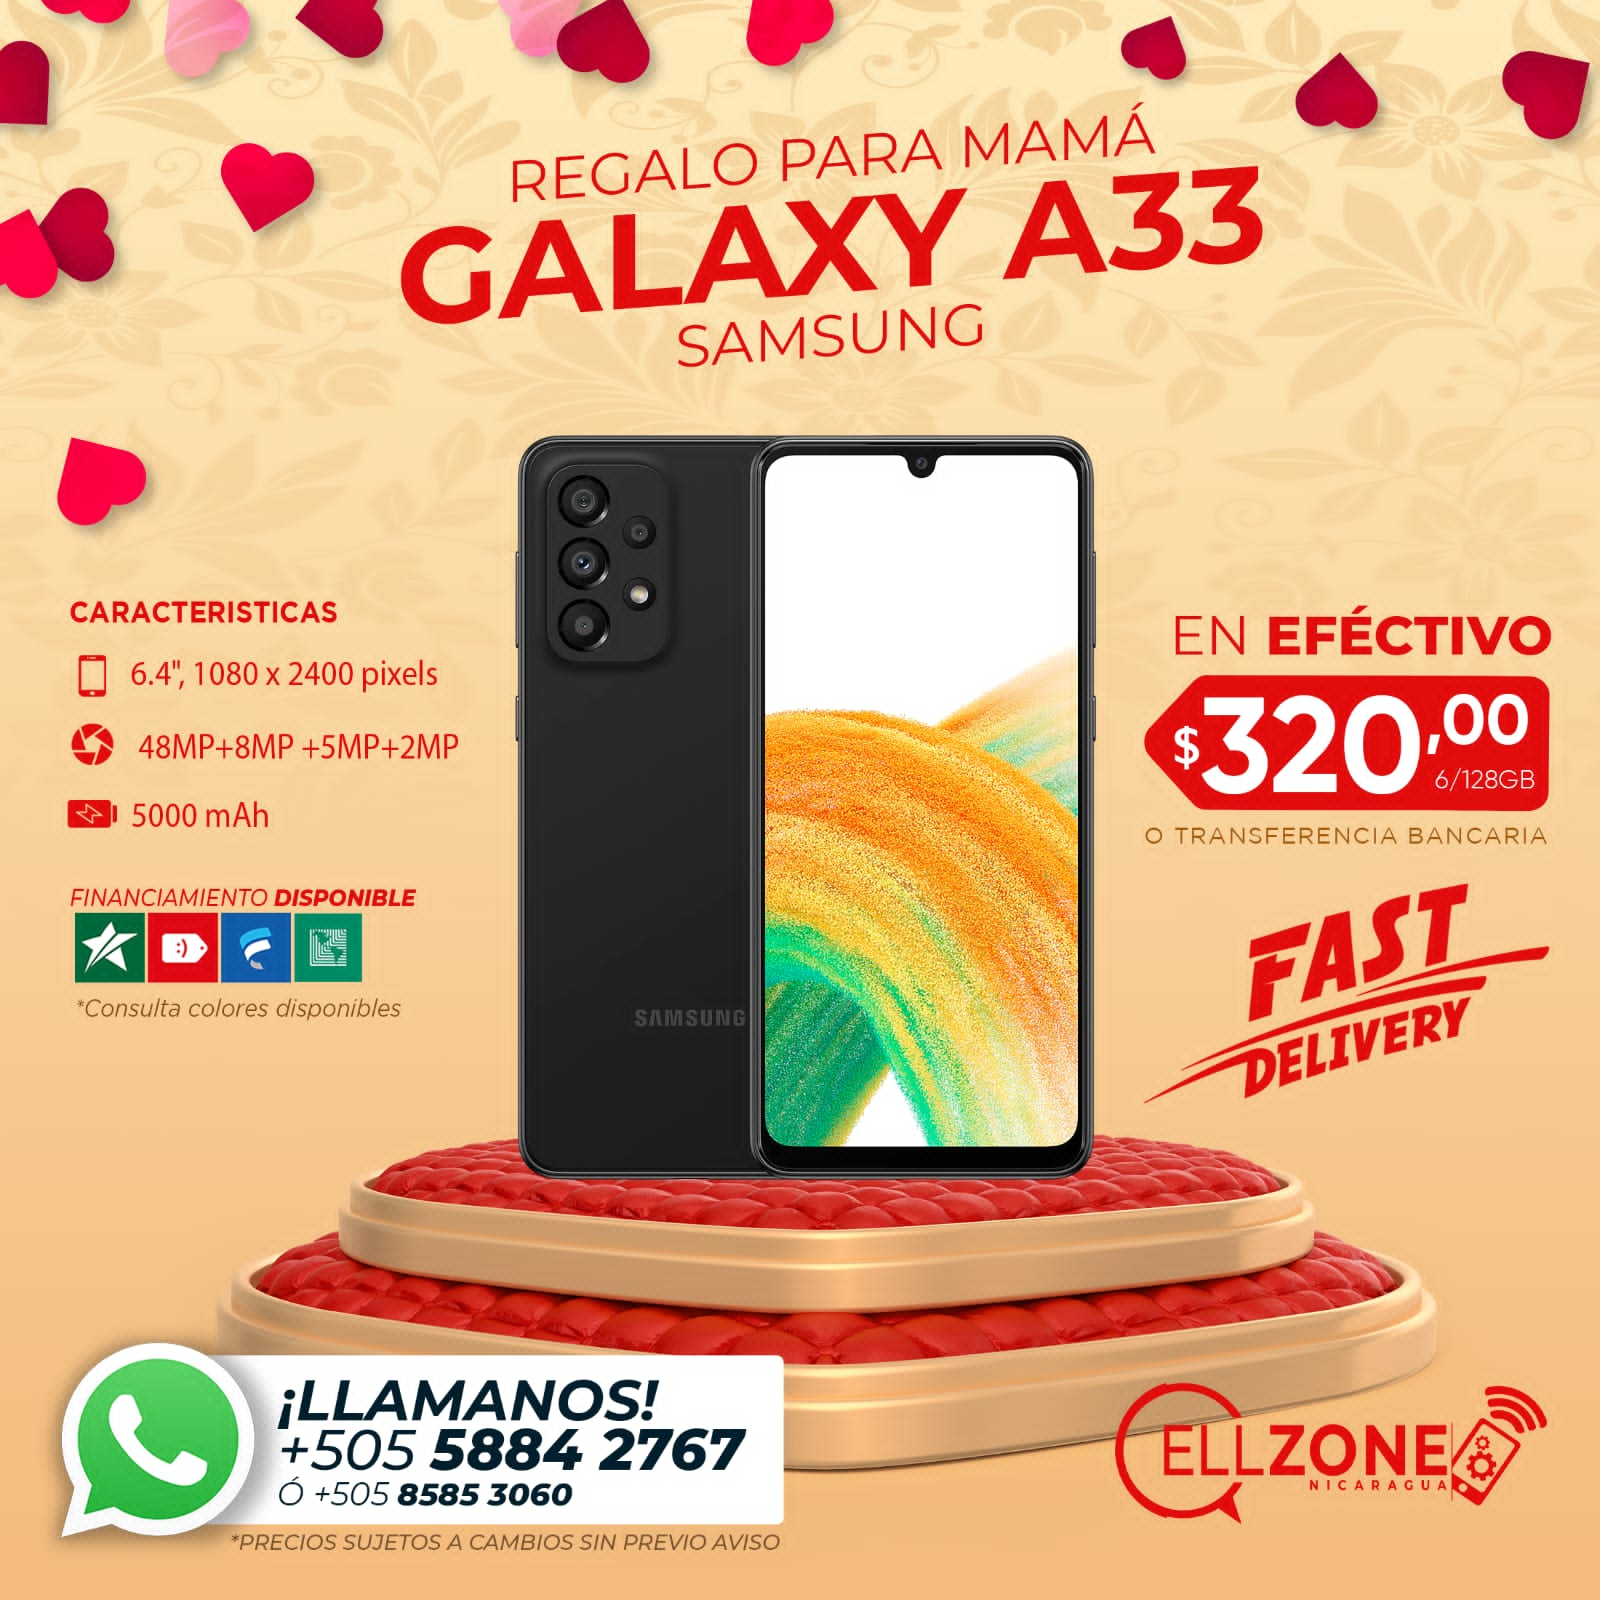 REGALO PARA MAMÁ
GALAXY A33
SAMSUNG
CARACTERISTICAS
6.4", 1080 x 2400 pixels
48MP+8MP +5MP+2MP
5000 mAh
FINANCIAMIENTO DISPONIBLE
:)
*Consulta colores disponibles
SAMSUNG
EN EFÉCTIVO
$320,00
6/128GB
O TRANSFERENCIA BANCARIA
FAST
DELIVERY
¡LLAMANOS!
+505 5884 2767
Ó +505 8585 3060
*PRECIOS SUJETOS A CAMBIOS SIN PREVIO AVISO
CELLZONE
NICARAGUA